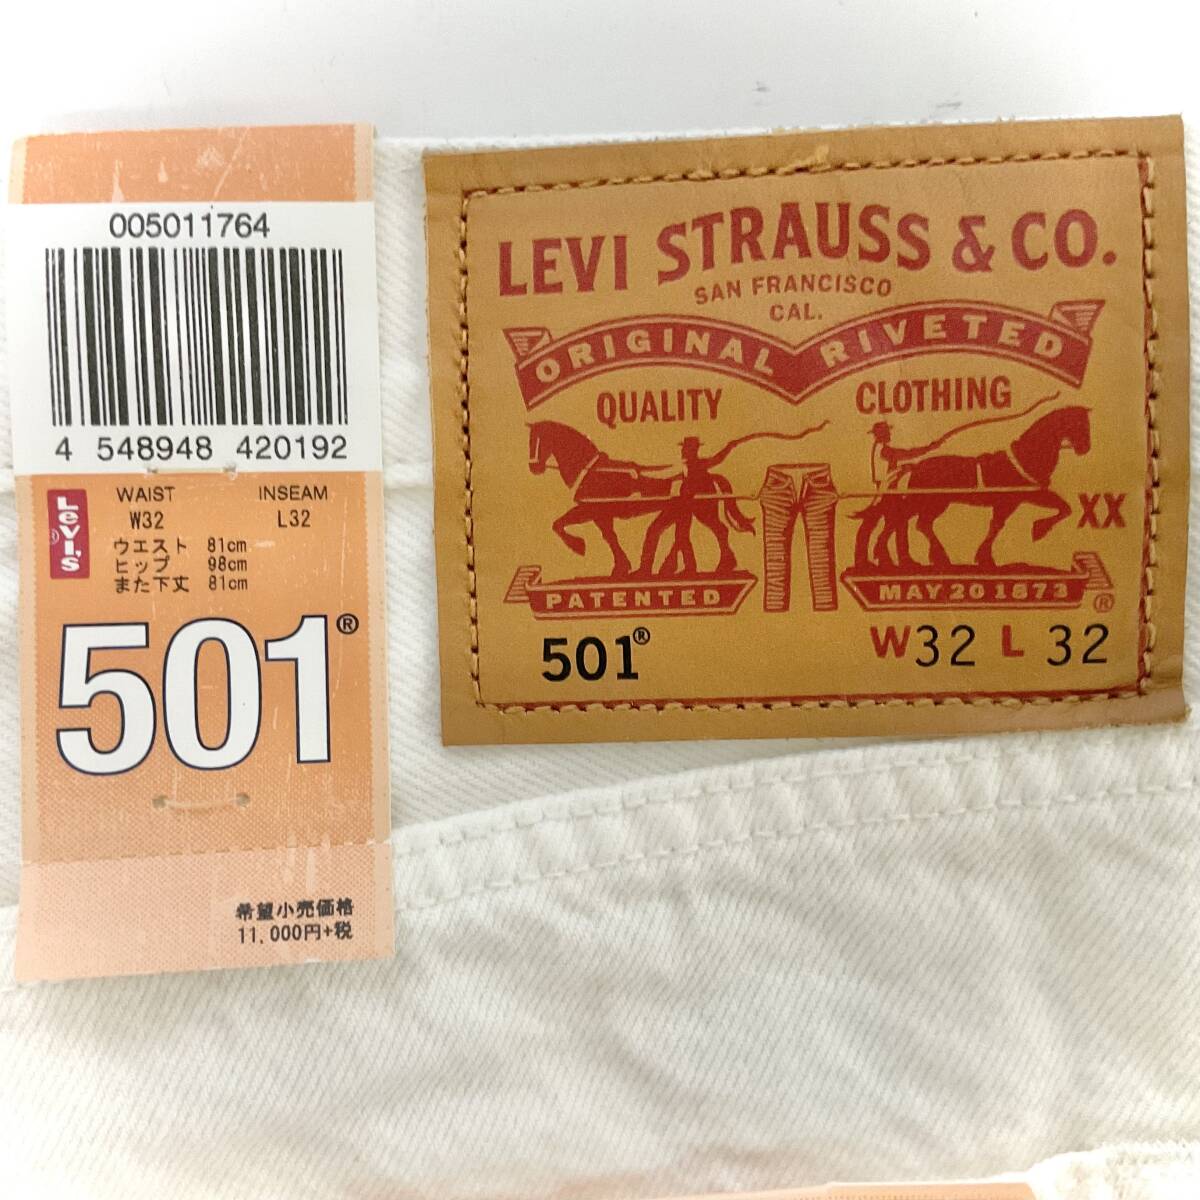 005011764
4 548948 420192
Levi's®
WAIST INSEAM
W32 L32
ウエスト 81cm
ヒップ 98cm
また下丈 81cm
501®
希望小売価格
11,000円+税
LEVI STRAUSS & CO.
SAN FRANCISCO
CAL.
ORIGINAL RIVETED
QUALITY CLOTHING
XX
PATENTED MAY 20 1873 ®
501® W32 L 32